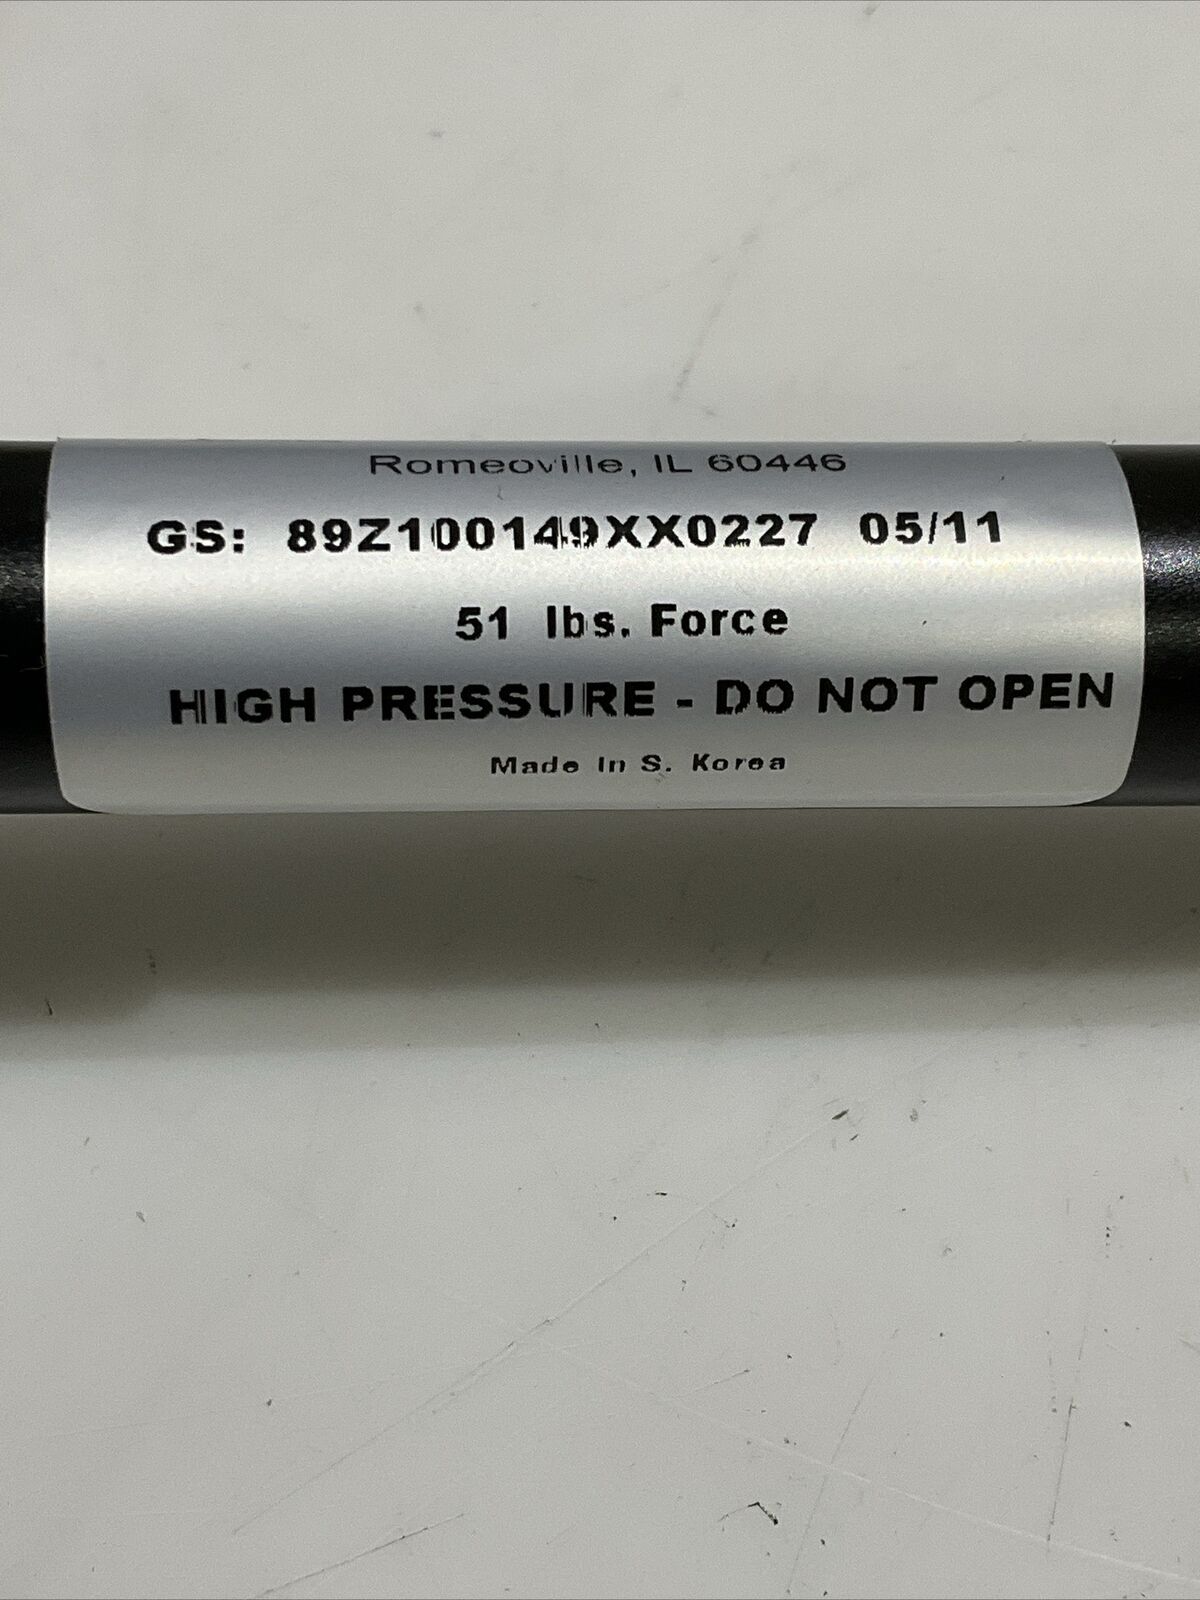 Romeoville, IL 60446
GS: 89Z100149XX0227 05/11
51 lbs. Force
HIGH PRESSURE - DO NOT OPEN
Made In S. Korea